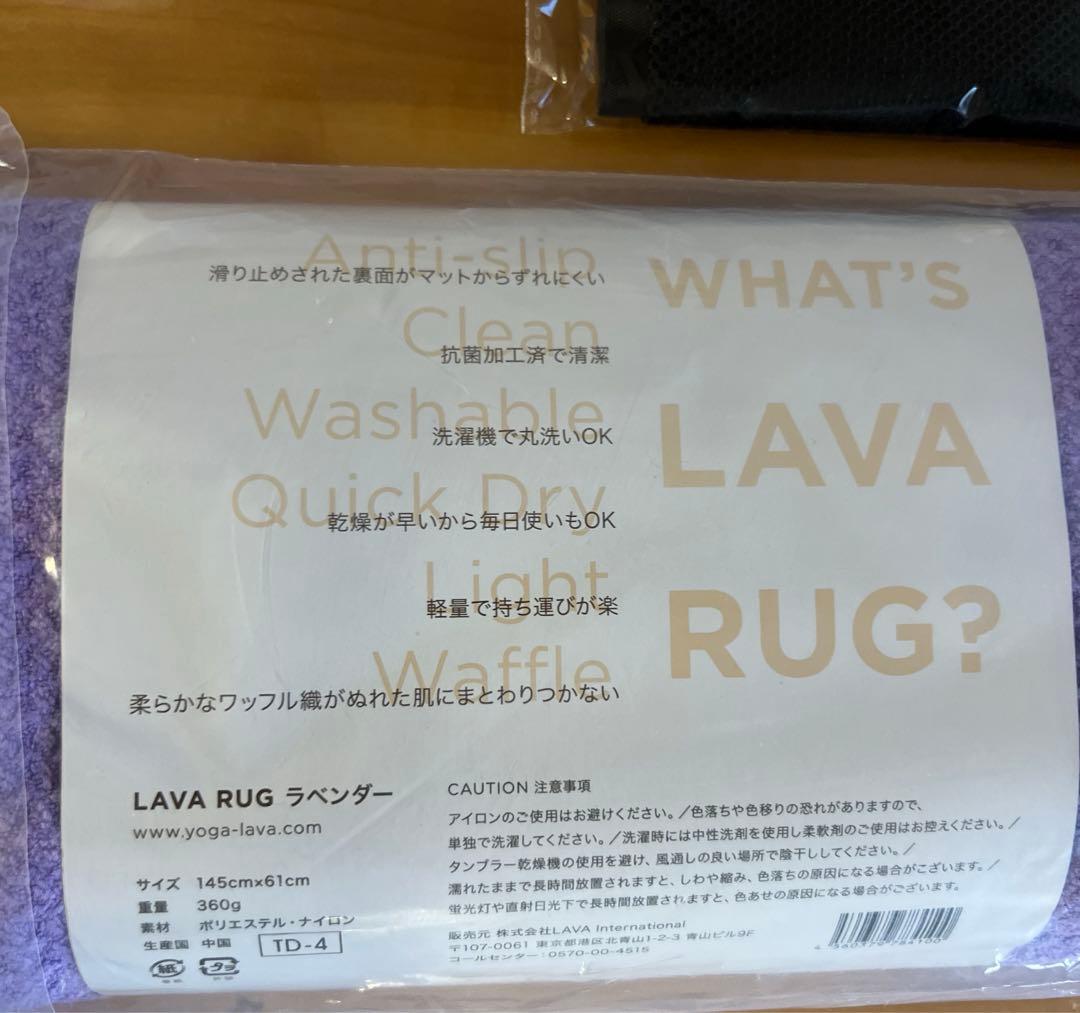 WHAT'S
LAVA
RUG?
Anti-slip
滑り止めされた裏面がマットからずれにくい
Clean
抗菌加工済で清潔
Washable
洗濯機で丸洗いOK
Quick Dry
乾燥が早いから毎日使いもOK
Light
軽量で持ち運びが楽
Waffle
柔らかなワッフル織がぬれた肌にまとわりつかない
LAVA RUG ラベンダー
www.yoga-lava.com
サイズ 145cm×61cm
重量 360g
素材 ポリエステル・ナイロン
生産国 中国 TD-4
紙 プラ
CAUTION 注意事項
アイロンのご使用はお避けください。／色落ちや色移りの恐れがありますので、
単独で洗濯してください。／洗濯時には中性洗剤を使用し柔軟剤のご使用はお控えください。／
タンブラー乾燥機の使用を避け、風通しの良い場所で陰干ししてください。／
濡れたままで長時間放置されますと、しわや縮み、色落ちの原因になる場合がございます。／
蛍光灯や直射日光下で長時間放置されますと、色あせの原因になる場合がございます。
販売元 株式会社LAVA International
〒107-0061 東京都港区北青山1-2-3 青山ビル9F
コールセンター：0570-00-4515